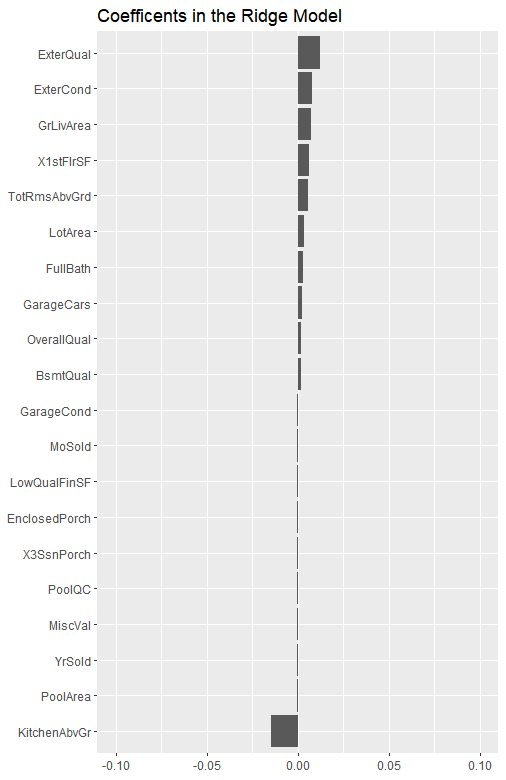 Coefficents in the Ridge Model
ExterQual
ExterCond
GrLivArea
X1stFlrSF
TotRmsAbvGrd
LotArea
FullBath
GarageCars
OverallQual
BsmtQual
GarageCond
MoSold
LowQualFinSF
EnclosedPorch
X3SsnPorch
PoolQC
MiscVal
YrSold
PoolArea
KitchenAbvGr
-0.10 -0.05 0.00 0.05 0.10